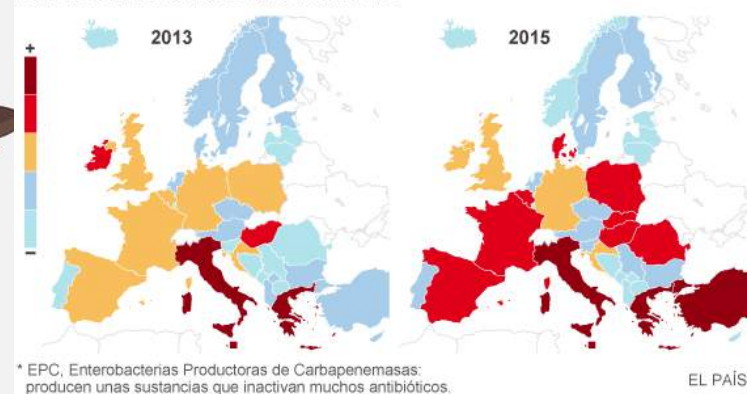 2013
2015
+
–
* EPC, Enterobacterias Productoras de Carbapenemasas:
producen unas sustancias que inactivan muchos antibióticos.
EL PAÍS